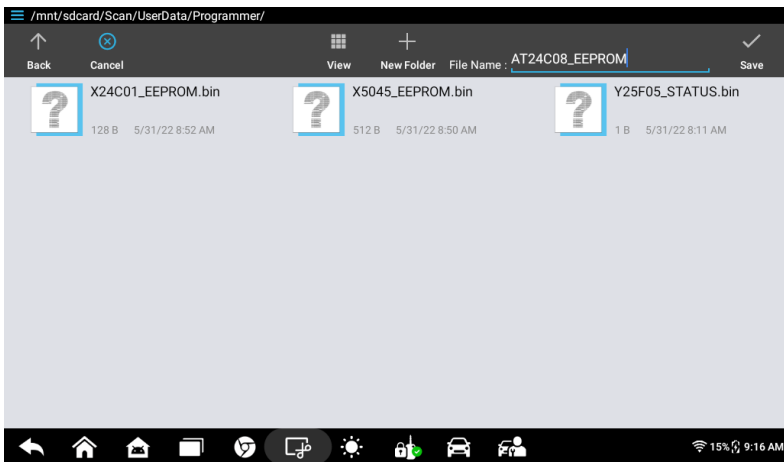 /mnt/sdcard/Scan/UserData/Programmer/
Back Cancel View New Folder File Name : AT24C08_EEPROM Save
X24C01_EEPROM.bin X5045_EEPROM.bin Y25F05_STATUS.bin
128 B 5/31/22 8:52 AM 512 B 5/31/22 8:50 AM 1 B 5/31/22 8:11 AM
15% 9:16 AM